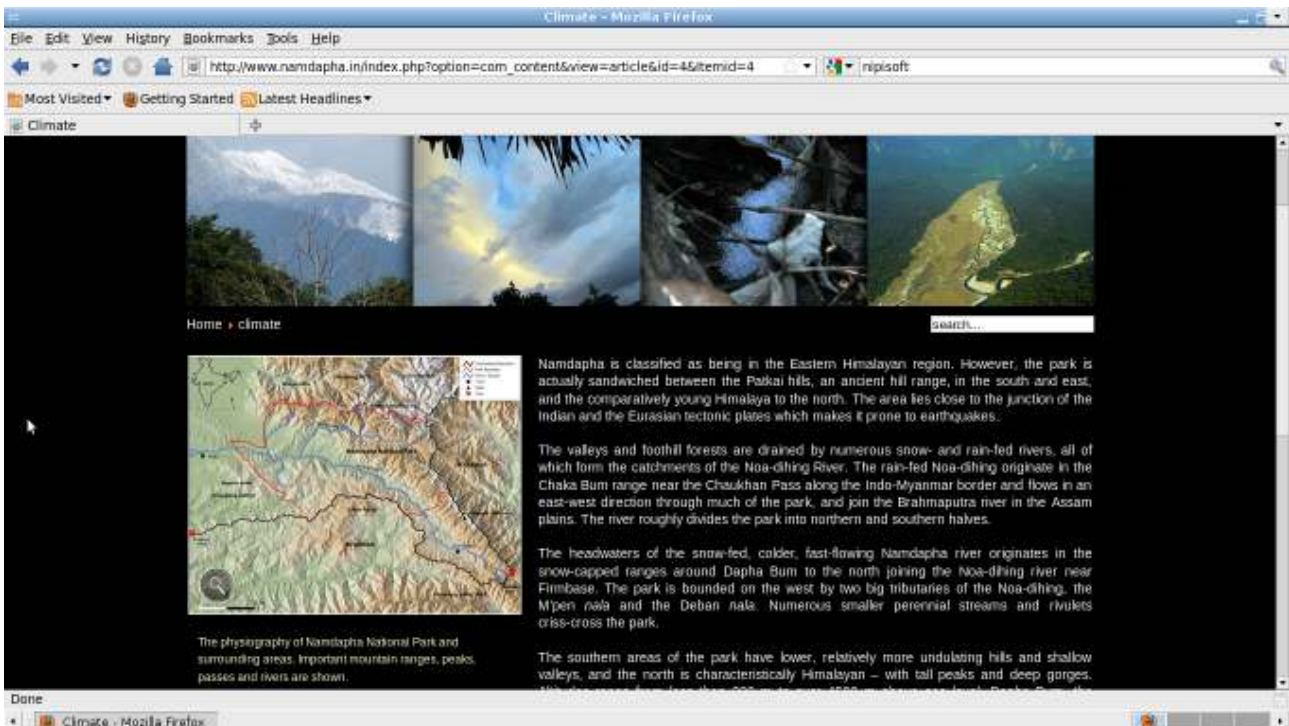 Climate - Mozilla Firefox
File Edit View History Bookmarks Tools Help
http://www.namdapha.in/index.php?option=com_content&view=article&id=4&Itemid=4
nipisoft
Most Visited Getting Started Latest Headlines
Climate
Home climate
search...
Namdapha is classified as being in the Eastern Himalayan region. However, the park is
actually sandwiched between the Patkai hills, an ancient hill range, in the south and east,
and the comparatively young Himalaya to the north. The area lies close to the junction of the
Indian and the Eurasian tectonic plates which makes it prone to earthquakes.
The valleys and foothill forests are drained by numerous snow- and rain-fed rivers, all of
which form the catchments of the Noa-dihing River. The rain-fed Noa-dihing originate in the
Chaka Bum range near the Chaukhan Pass along the Indo-Myanmar border and flows in an
east-west direction through much of the park, and join the Brahmaputra river in the Assam
plains. The river roughly divides the park into northern and southern halves.
The headwaters of the snow-fed, colder, fast-flowing Namdapha river originates in the
snow-capped ranges around Dapha Bum to the north joining the Noa-dihing river near
Firmbase. The park is bounded on the west by two big tributaries of the Noa-dihing, the
M'pen nala and the Deban nala. Numerous smaller perennial streams and rivulets
criss-cross the park.
The southern areas of the park have lower, relatively more undulating hills and shallow
valleys, and the north is characteristically Himalayan – with tall peaks and deep gorges.
The physiography of Namdapha National Park and
surrounding areas. Important mountain ranges, peaks,
passes and rivers are shown.
Done
Climate - Mozilla Firefox